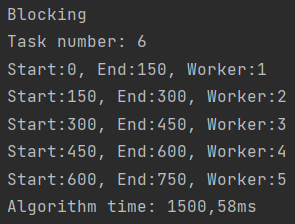 Blocking
Task number: 6
Start:0, End:150, Worker:1
Start:150, End:300, Worker:2
Start:300, End:450, Worker:3
Start:450, End:600, Worker:4
Start:600, End:750, Worker:5
Algorithm time: 1500,58ms